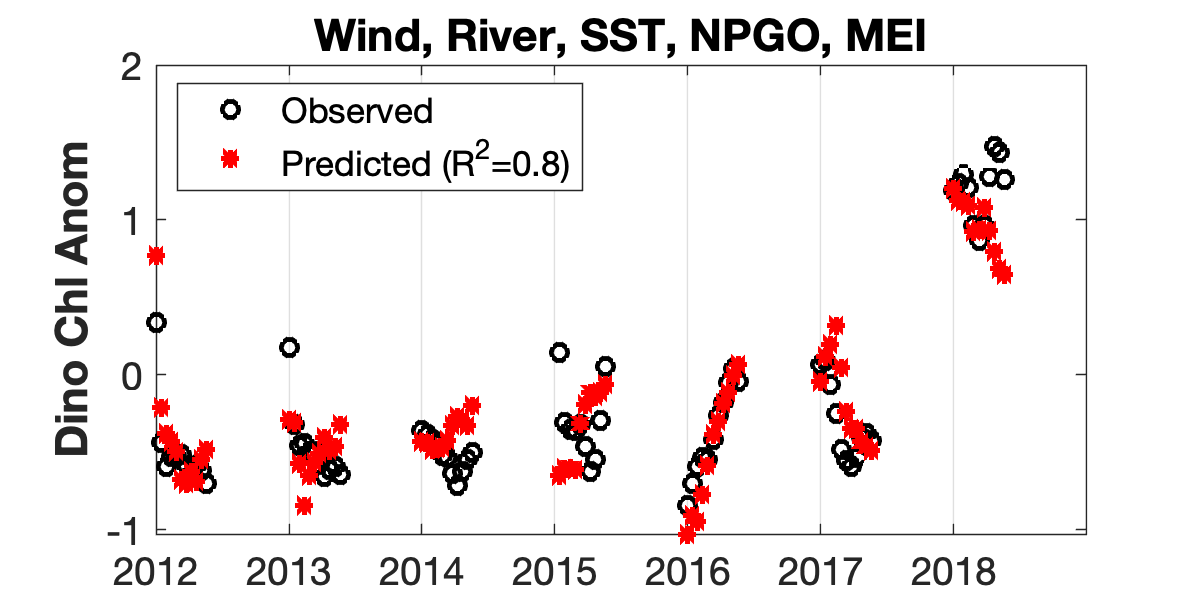 Wind, River, SST, NPGO, MEI
Observed
Predicted (R²=0.8)
Dino Chl Anom
2
1
0
-1
2012 2013 2014 2015 2016 2017 2018